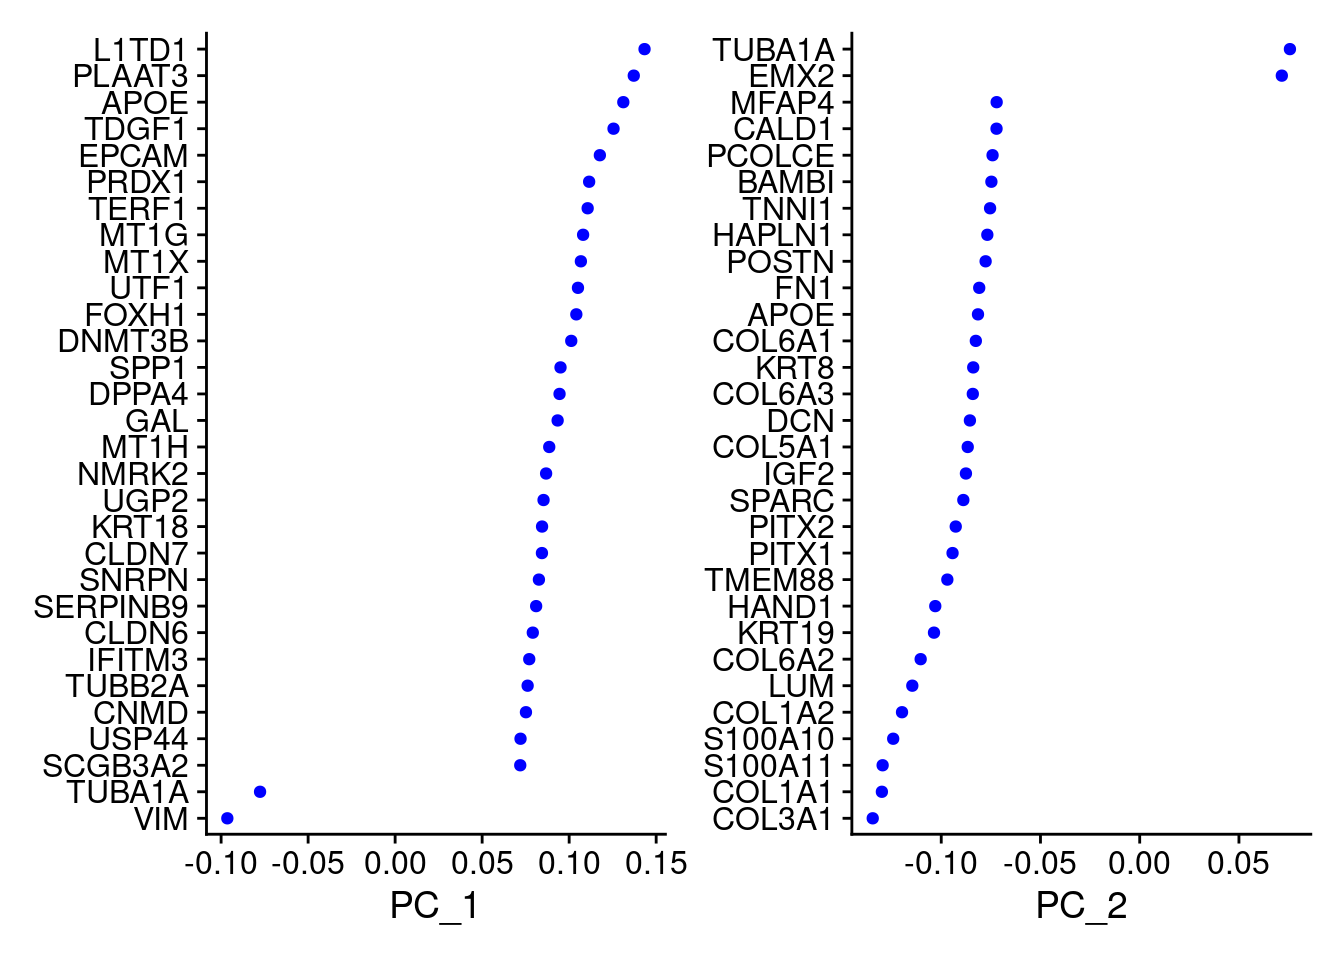 L1TD1
PLAAT3
APOE
TDGF1
EPCAM
PRDX1
TERF1
MT1G
MT1X
UTF1
FOXH1
DNMT3B
SPP1
DPPA4
GAL
MT1H
NMRK2
UGP2
KRT18
CLDN7
SNRPN
SERPINB9
CLDN6
IFITM3
TUBB2A
CNMD
USP44
SCGB3A2
TUBA1A
VIM
-0.10 -0.05 0.00 0.05 0.10 0.15
PC_1
TUBA1A
EMX2
MFAP4
CALD1
PCOLCE
BAMBI
TNNI1
HAPLN1
POSTN
FN1
APOE
COL6A1
KRT8
COL6A3
DCN
COL5A1
IGF2
SPARC
PITX2
PITX1
TMEM88
HAND1
KRT19
COL6A2
LUM
COL1A2
S100A10
S100A11
COL1A1
COL3A1
-0.10 -0.05 0.00 0.05
PC_2